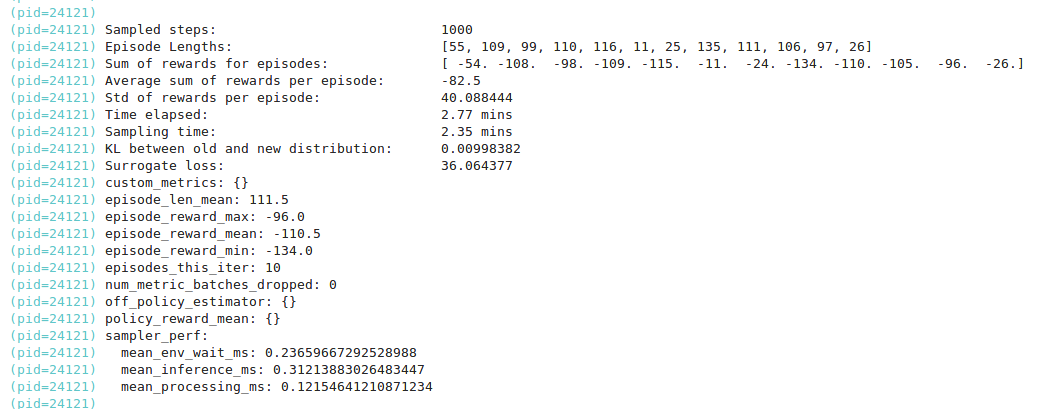 (pid=24121)
(pid=24121) Sampled steps: 1000
(pid=24121) Episode Lengths: [55, 109, 99, 110, 116, 11, 25, 135, 111, 106, 97, 26]
(pid=24121) Sum of rewards for episodes: [ -54. -108.  -98. -109. -115.  -11.  -24. -134. -110. -105.  -96.  -26.]
(pid=24121) Average sum of rewards per episode: -82.5
(pid=24121) Std of rewards per episode: 40.088444
(pid=24121) Time elapsed: 2.77 mins
(pid=24121) Sampling time: 2.35 mins
(pid=24121) KL between old and new distribution: 0.00998382
(pid=24121) Surrogate loss: 36.064377
(pid=24121) custom_metrics: {}
(pid=24121) episode_len_mean: 111.5
(pid=24121) episode_reward_max: -96.0
(pid=24121) episode_reward_mean: -110.5
(pid=24121) episode_reward_min: -134.0
(pid=24121) episodes_this_iter: 10
(pid=24121) num_metric_batches_dropped: 0
(pid=24121) off_policy_estimator: {}
(pid=24121) policy_reward_mean: {}
(pid=24121) sampler_perf:
(pid=24121)   mean_env_wait_ms: 0.23659667292528988
(pid=24121)   mean_inference_ms: 0.31213883026483447
(pid=24121)   mean_processing_ms: 0.12154641210871234
(pid=24121)